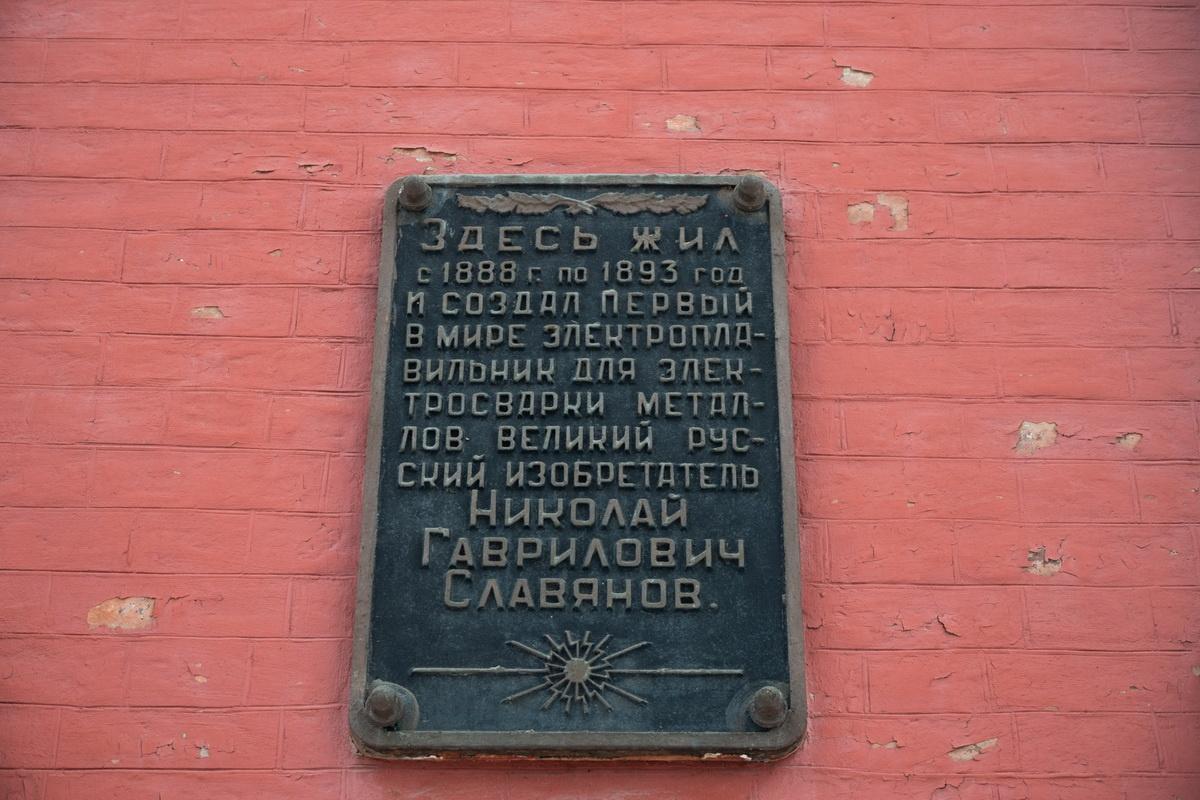 Здесь жил
с 1888 г. по 1893 год
и создал первый
в мире электропла-
вильник для элек-
тросварки метал-
лов великий рус-
ский изобретатель
Николай
Гаврилович
Славянов.